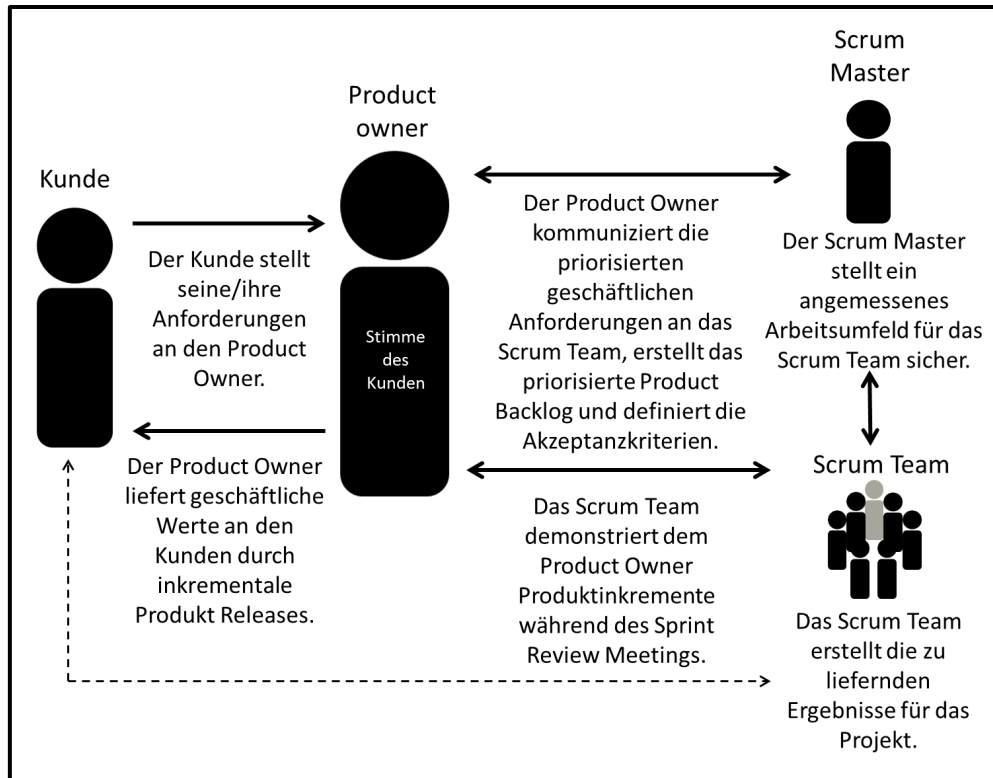 Kunde
Der Kunde stellt
seine/ihre
Anforderungen
an den Product
Owner.
Der Product Owner
liefert geschäftliche
Werte an den
Kunden durch
inkrementale
Produkt Releases.
Product
owner
Stimme
des
Kunden
Der Product Owner
kommuniziert die
priorisierten
geschäftlichen
Anforderungen an das
Scrum Team, erstellt das
priorisierte Product
Backlog und definiert die
Akzeptanzkriterien.
Das Scrum Team
demonstriert dem
Product Owner
Produktinkremente
während des Sprint
Review Meetings.
Scrum
Master
Der Scrum Master
stellt ein
angemessenes
Arbeitsumfeld für das
Scrum Team sicher.
Scrum Team
Das Scrum Team
erstellt die zu
liefernden
Ergebnisse für das
Projekt.